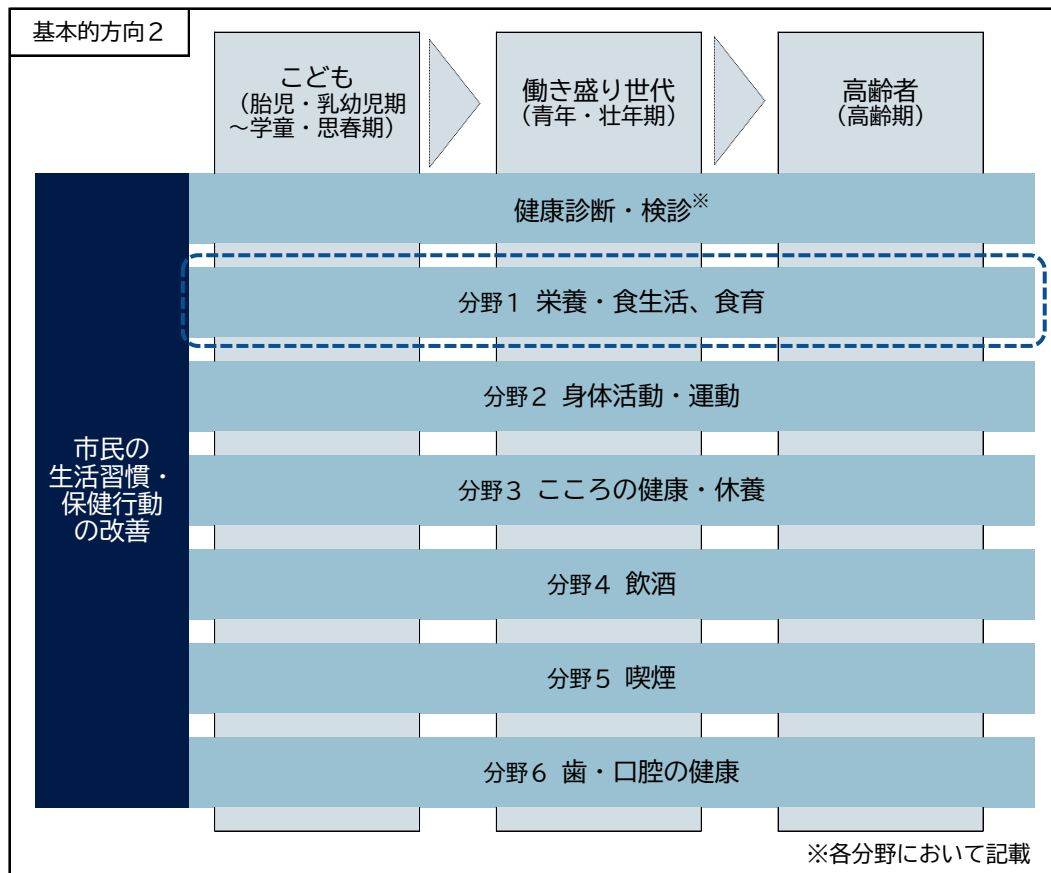 基本的方向２
こども
（胎児・乳幼児期
～学童・思春期）
働き盛り世代
（青年・壮年期）
高齢者
（高齢期）
市民の
生活習慣・
保健行動
の改善
健康診断・検診※
分野１ 栄養・食生活、食育
分野２ 身体活動・運動
分野３ こころの健康・休養
分野４ 飲酒
分野５ 喫煙
分野６ 歯・口腔の健康
※各分野において記載